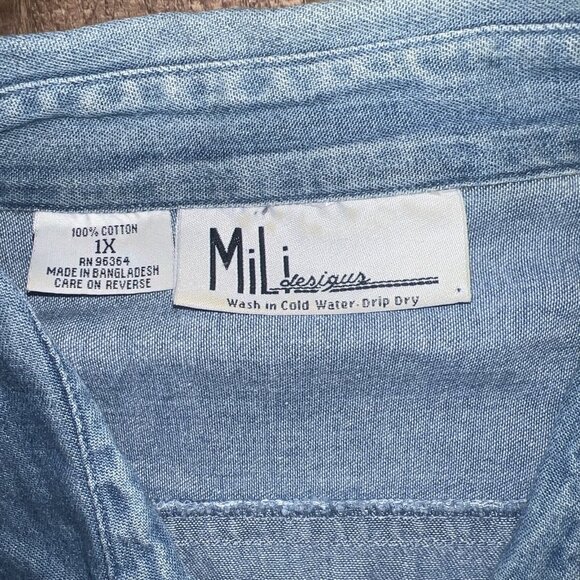 100% COTTON
1X
RN 96364
MADE IN BANGLADESH
CARE ON REVERSE
MiLi
designs
Wash in Cold Water. Drip Dry